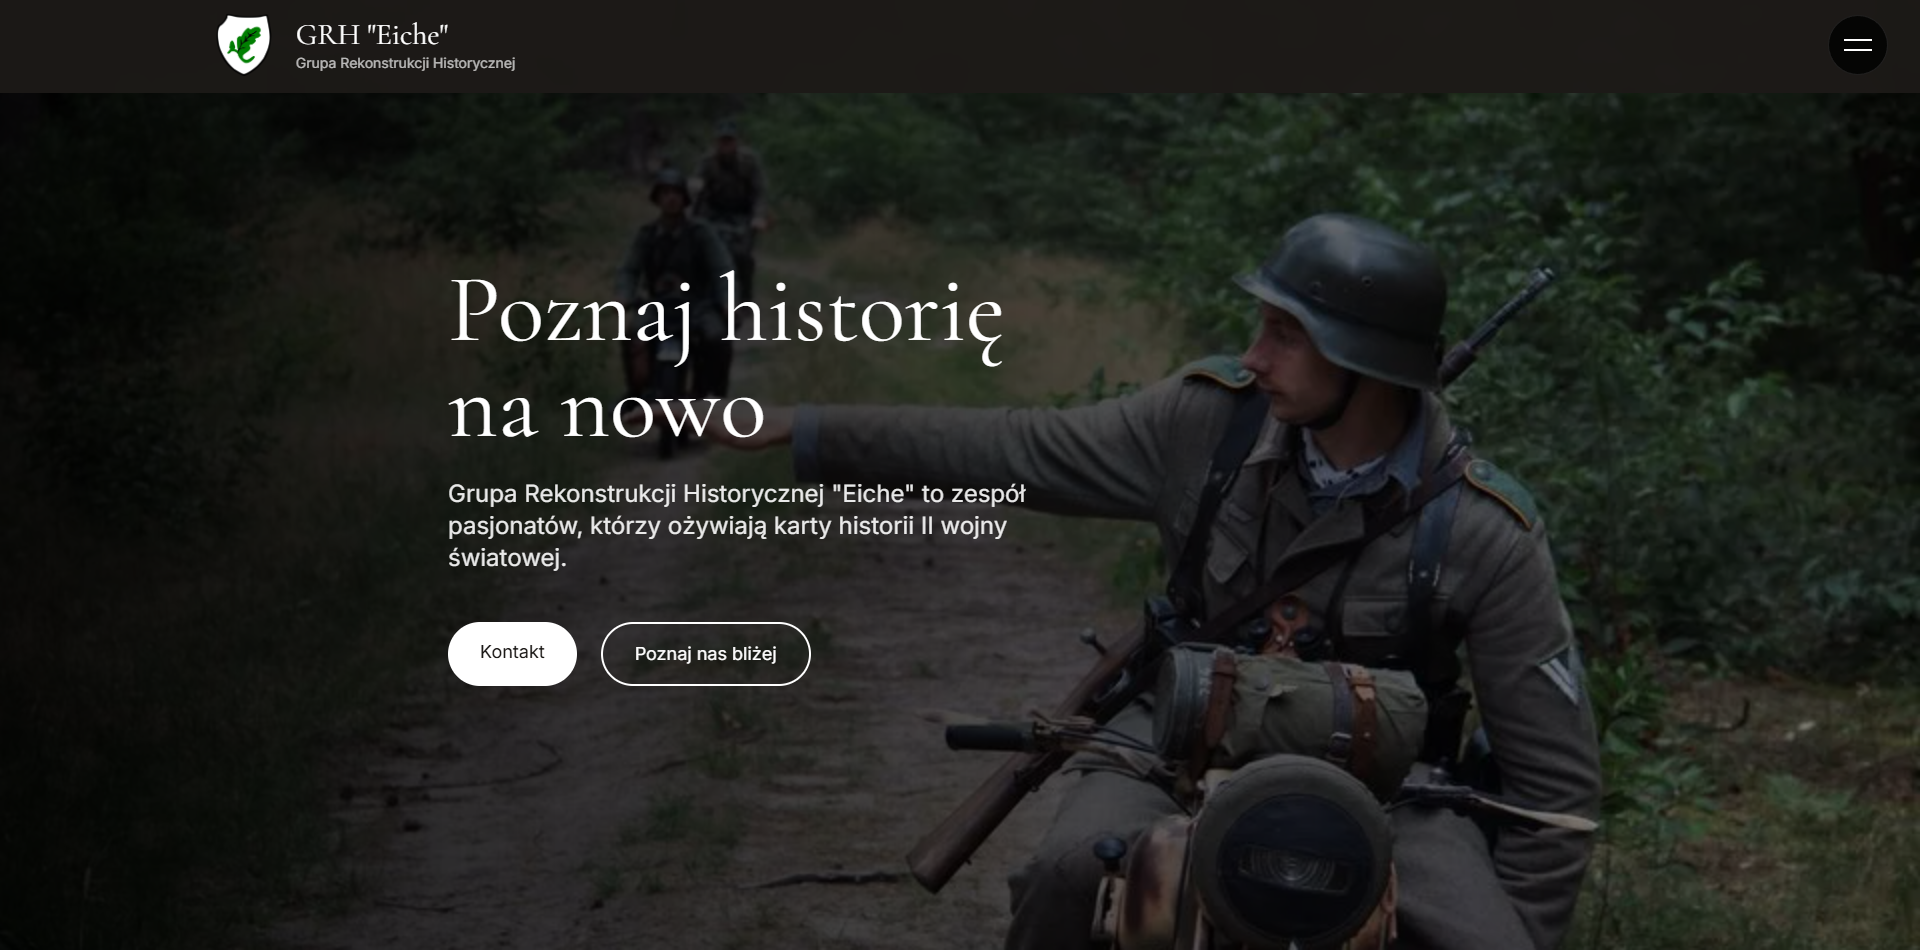 GRH "Eiche"
Grupa Rekonstrukcji Historycznej
Poznaj historię
na nowo
Grupa Rekonstrukcji Historycznej "Eiche" to zespół
pasjonatów, którzy ożywiają karty historii II wojny
światowej.
Kontakt
Poznaj nas bliżej